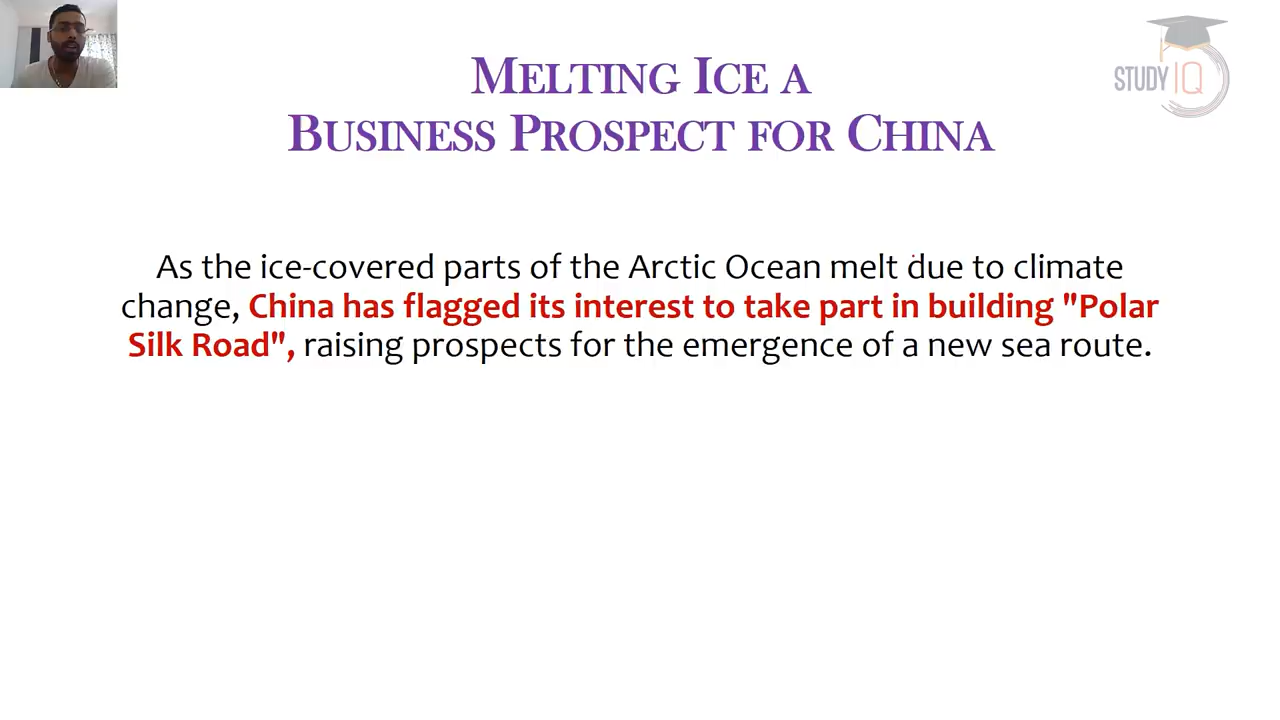 MELTING ICE A
BUSINESS PROSPECT FOR CHINA
STUDY IQ
As the ice-covered parts of the Arctic Ocean melt due to climate
change, China has flagged its interest to take part in building "Polar
Silk Road", raising prospects for the emergence of a new sea route.